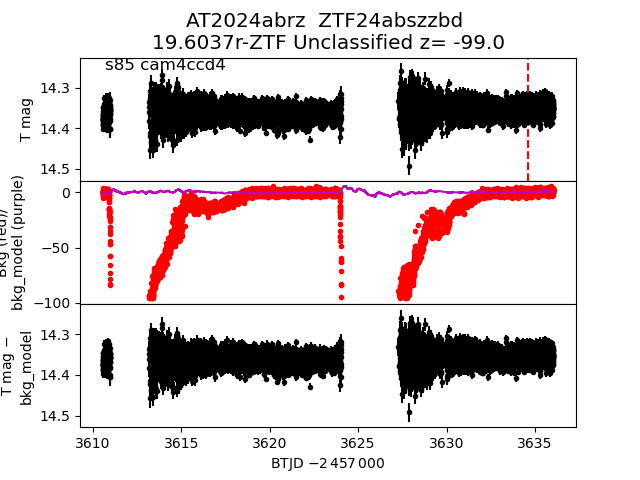 AT2024abrz ZTF24abszzbd
19.6037r-ZTF Unclassified z= -99.0
s85 cam4ccd4
14.3
14.4
14.5
T mag
0
−50
−100
bkg_model (purple)
14.3
14.4
14.5
T mag −
bkg_model
3610
3615
3620
3625
3630
3635
BTJD −2 457 000